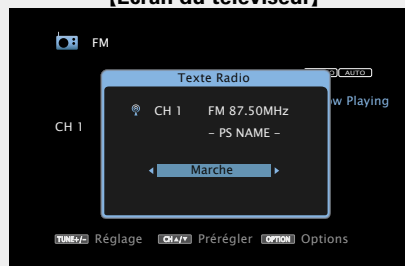 [Écran du téléviseur]
FM
Texte Radio
AUTO
CH 1 FM 87.50MHz
w Playing
CH 1
– PS NAME –
Marche
TUNE+/- Réglage CH▲/▼ Prérégler OPTION Options